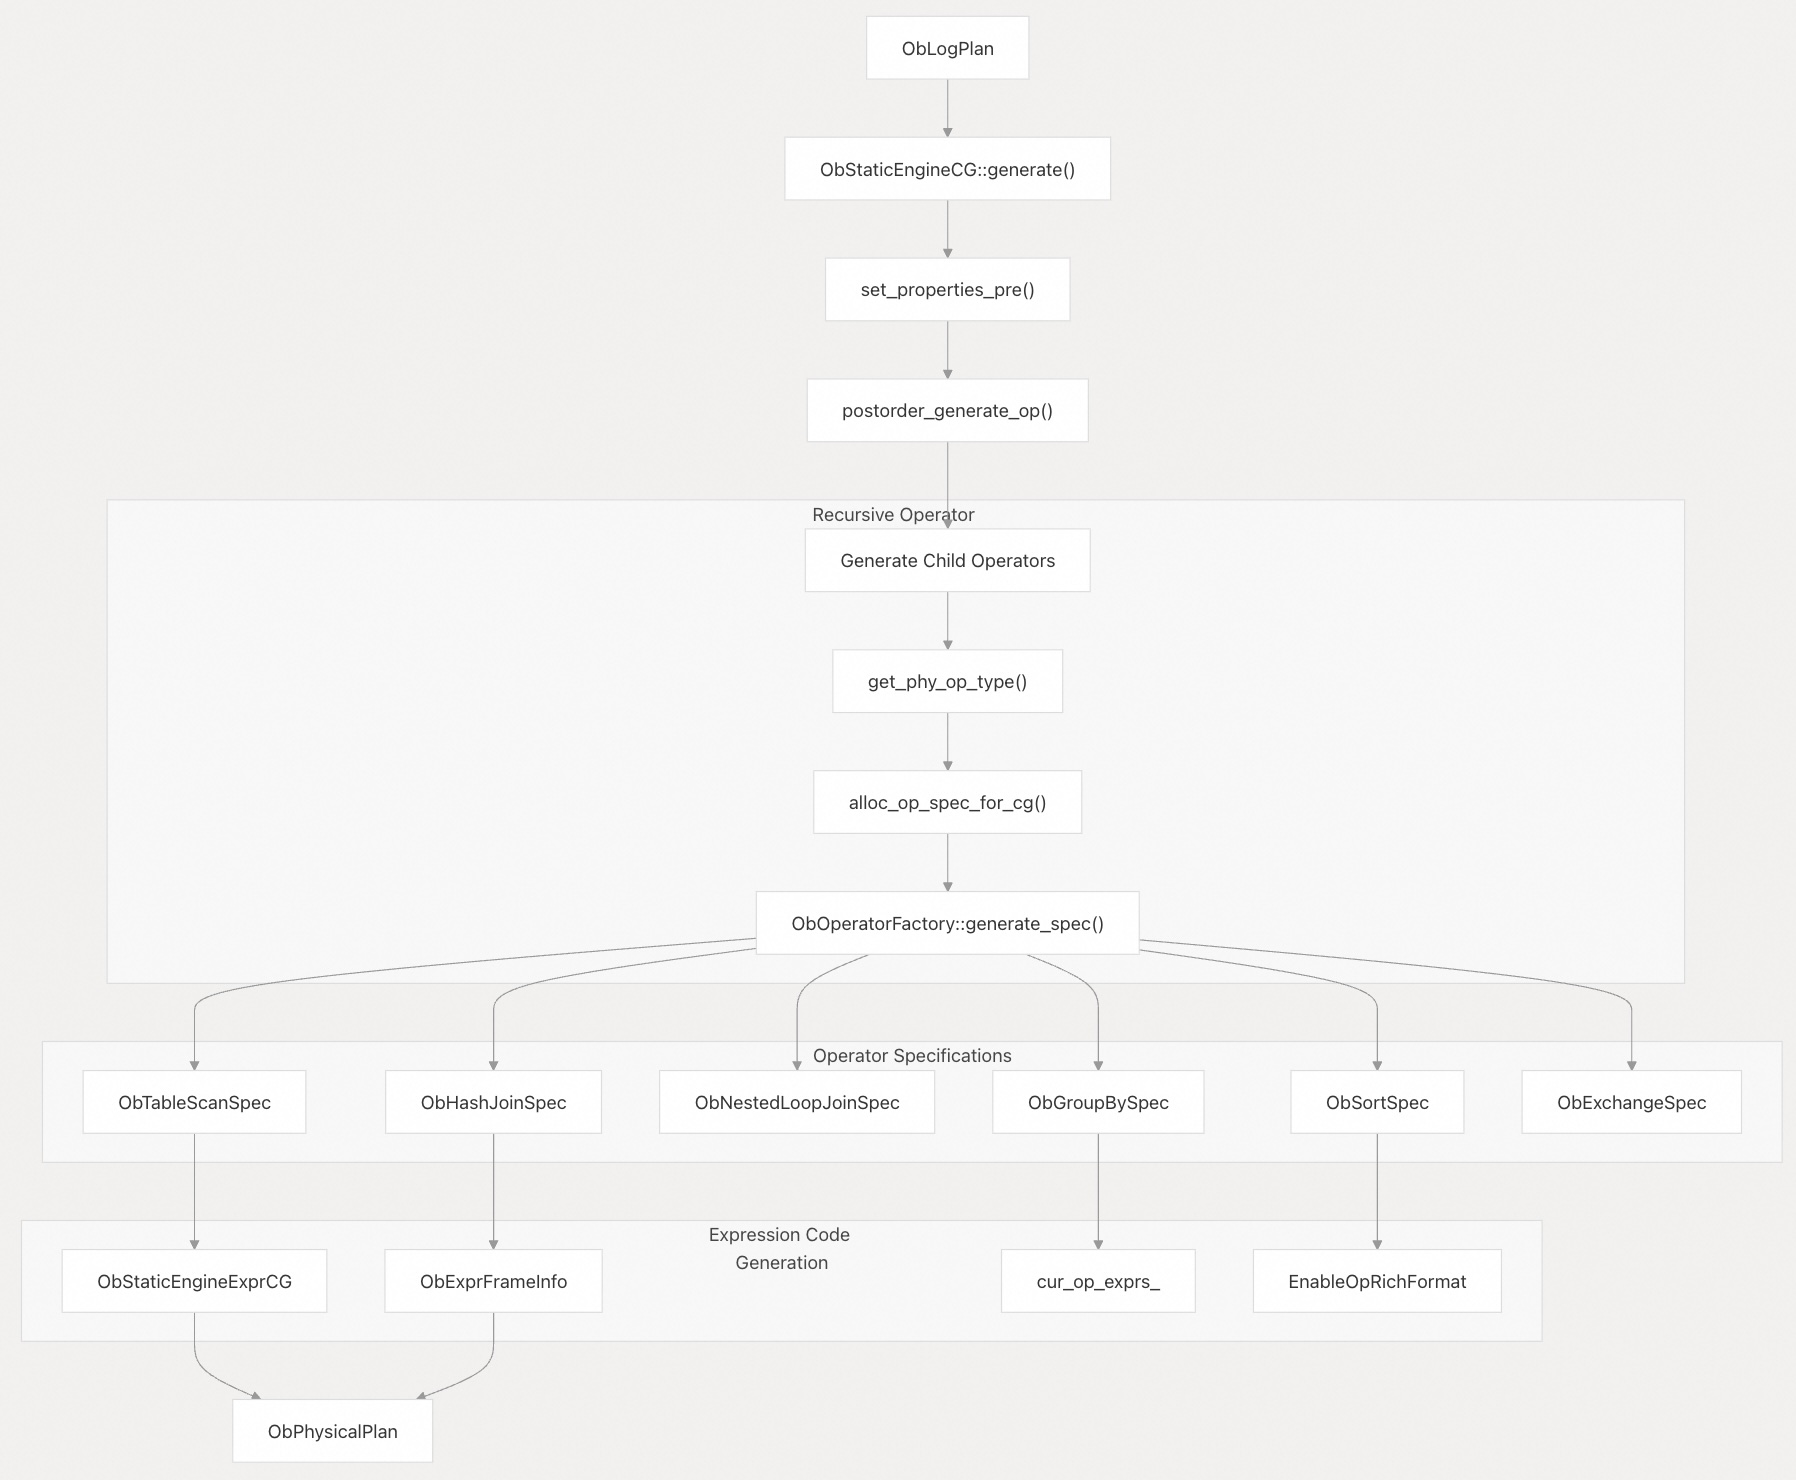 ObLogPlan
ObStaticEngineCG::generate()
set_properties_pre()
postorder_generate_op()
Recursive Operator
Generate Child Operators
get_phy_op_type()
alloc_op_spec_for_cg()
ObOperatorFactory::generate_spec()
Operator Specifications
ObTableScanSpec
ObHashJoinSpec
ObNestedLoopJoinSpec
ObGroupBySpec
ObSortSpec
ObExchangeSpec
Expression Code
Generation
ObStaticEngineExprCG
ObExprFrameInfo
cur_op_exprs_
EnableOpRichFormat
ObPhysicalPlan